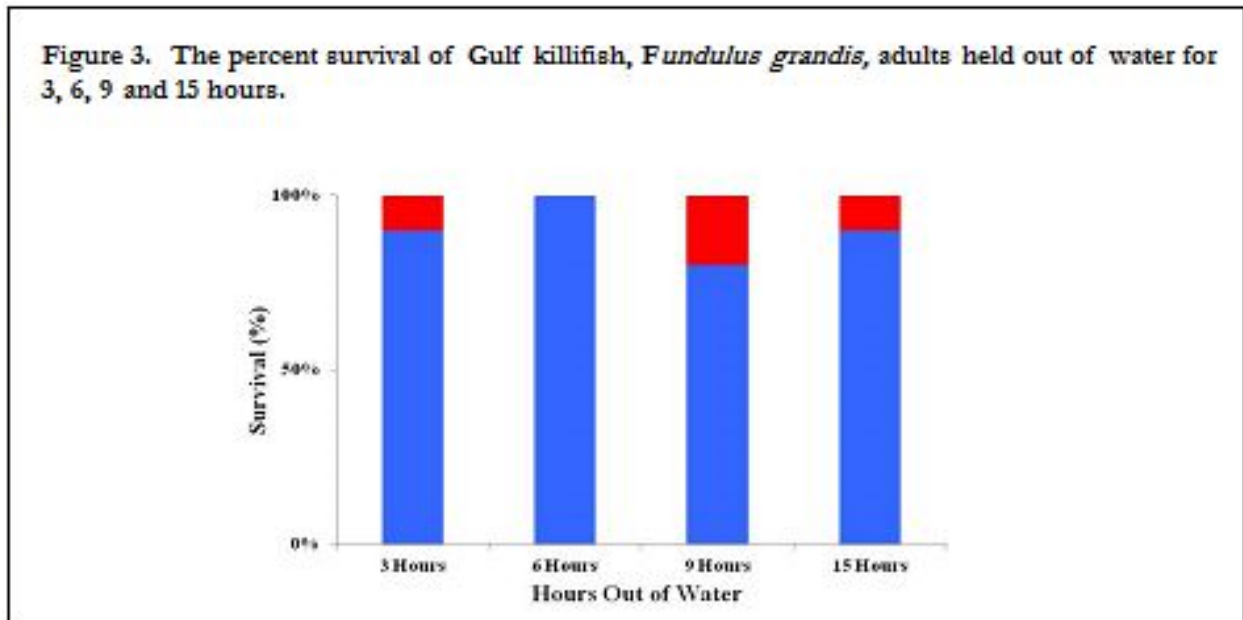 Figure 3. The percent survival of Gulf killifish, Fundulus grandis, adults held out of water for
3, 6, 9 and 15 hours.
100%
50%
0%
Survival (%)
3 Hours 6 Hours 9 Hours 15 Hours
Hours Out of Water